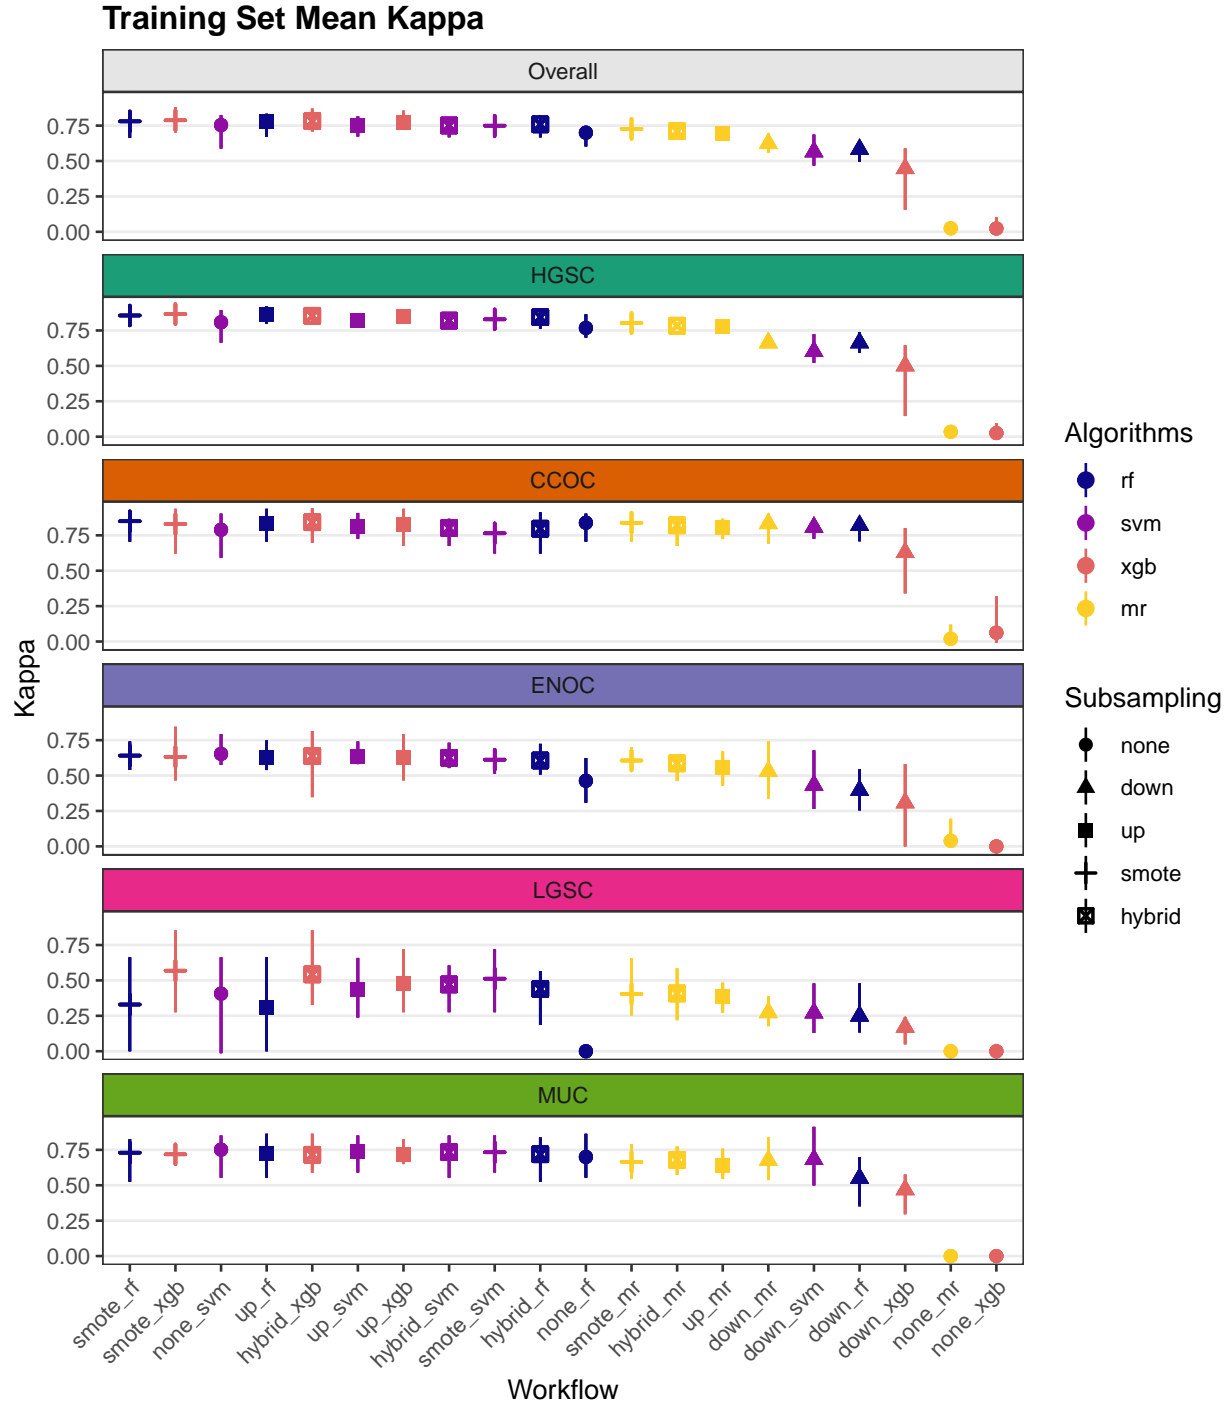 Training Set Mean Kappa
Overall
0.75
0.50
0.25
0.00
HGSC
0.75
0.50
0.25
0.00
CCOC
0.75
0.50
0.25
0.00
ENOC
0.75
0.50
0.25
0.00
LGSC
0.75
0.50
0.25
0.00
MUC
0.75
0.50
0.25
0.00
Kappa
smote_rf
smote_xgb
none_svm
up_rf
hybrid_xgb
up_svm
up_xgb
hybrid_svm
smote_svm
hybrid_rf
none_rf
smote_mr
hybrid_mr
up_mr
down_mr
down_svm
down_rf
down_xgb
none_mr
none_xgb
Workflow
Algorithms
rf
svm
xgb
mr
Subsampling
none
down
up
smote
hybrid